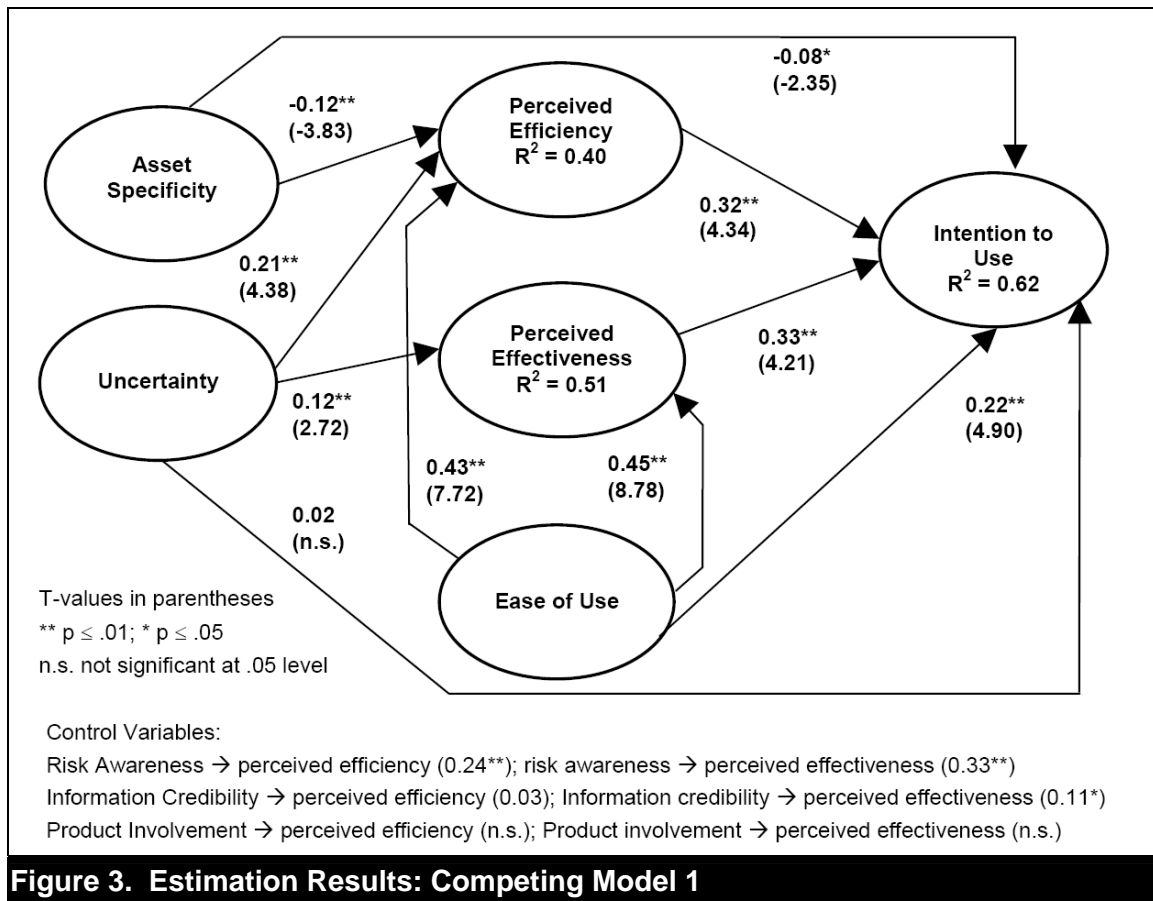 -0.08*
(-2.35)
-0.12**
(-3.83)
Perceived
Efficiency
R² = 0.40
Asset
Specificity
0.32**
(4.34)
Intention to
Use
R² = 0.62
0.21**
(4.38)
Perceived
Effectiveness
R² = 0.51
0.33**
(4.21)
Uncertainty
0.12**
(2.72)
0.22**
(4.90)
0.43**
(7.72)
0.45**
(8.78)
0.02
(n.s.)
Ease of Use
T-values in parentheses
** p ≤ .01; * p ≤ .05
n.s. not significant at .05 level
Control Variables:
Risk Awareness → perceived efficiency (0.24**); risk awareness → perceived effectiveness (0.33**)
Information Credibility → perceived efficiency (0.03); Information credibility → perceived effectiveness (0.11*)
Product Involvement → perceived efficiency (n.s.); Product involvement → perceived effectiveness (n.s.)
Figure 3. Estimation Results: Competing Model 1